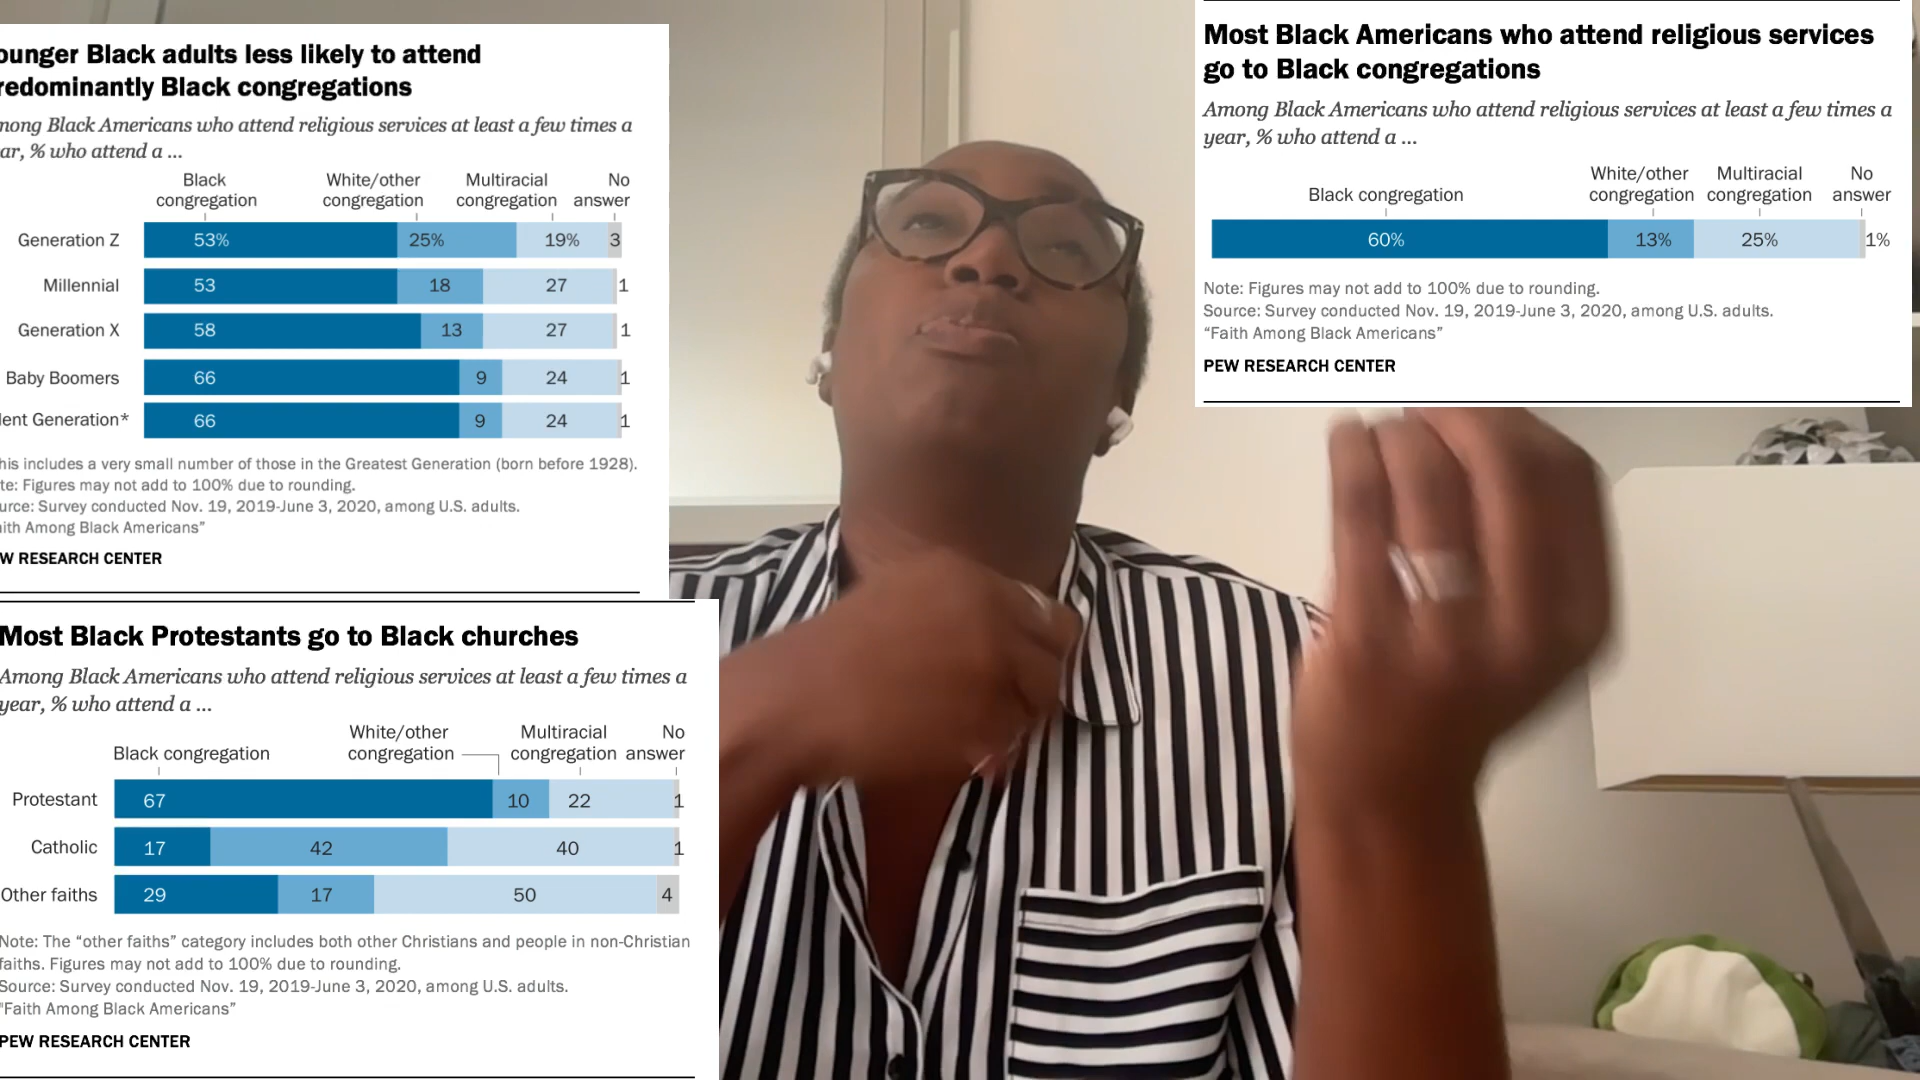 ounger Black adults less likely to attend
redominantly Black congregations
nong Black Americans who attend religious services at least a few times a
ar, % who attend a ...
Black White/other Multiracial No
congregation congregation congregation answer
Generation Z 53% 25% 19% 3
Millennial 53 18 27 1
Generation X 58 13 27 1
Baby Boomers 66 9 24 1
lent Generation* 66 9 24 1
his includes a very small number of those in the Greatest Generation (born before 1928).
te: Figures may not add to 100% due to rounding.
urce: Survey conducted Nov. 19, 2019-June 3, 2020, among U.S. adults.
aith Among Black Americans”
W RESEARCH CENTER
Most Black Americans who attend religious services
go to Black congregations
Among Black Americans who attend religious services at least a few times a
year, % who attend a ...
White/other Multiracial No
Black congregation congregation congregation answer
60% 13% 25% 1%
Note: Figures may not add to 100% due to rounding.
Source: Survey conducted Nov. 19, 2019-June 3, 2020, among U.S. adults.
“Faith Among Black Americans”
PEW RESEARCH CENTER
Most Black Protestants go to Black churches
Among Black Americans who attend religious services at least a few times a
year, % who attend a ...
White/other Multiracial No
Black congregation congregation congregation answer
Protestant 67 10 22 1
Catholic 17 42 40 1
Other faiths 29 17 50 4
Note: The “other faiths” category includes both other Christians and people in non-Christian
faiths. Figures may not add to 100% due to rounding.
Source: Survey conducted Nov. 19, 2019-June 3, 2020, among U.S. adults.
“Faith Among Black Americans”
PEW RESEARCH CENTER